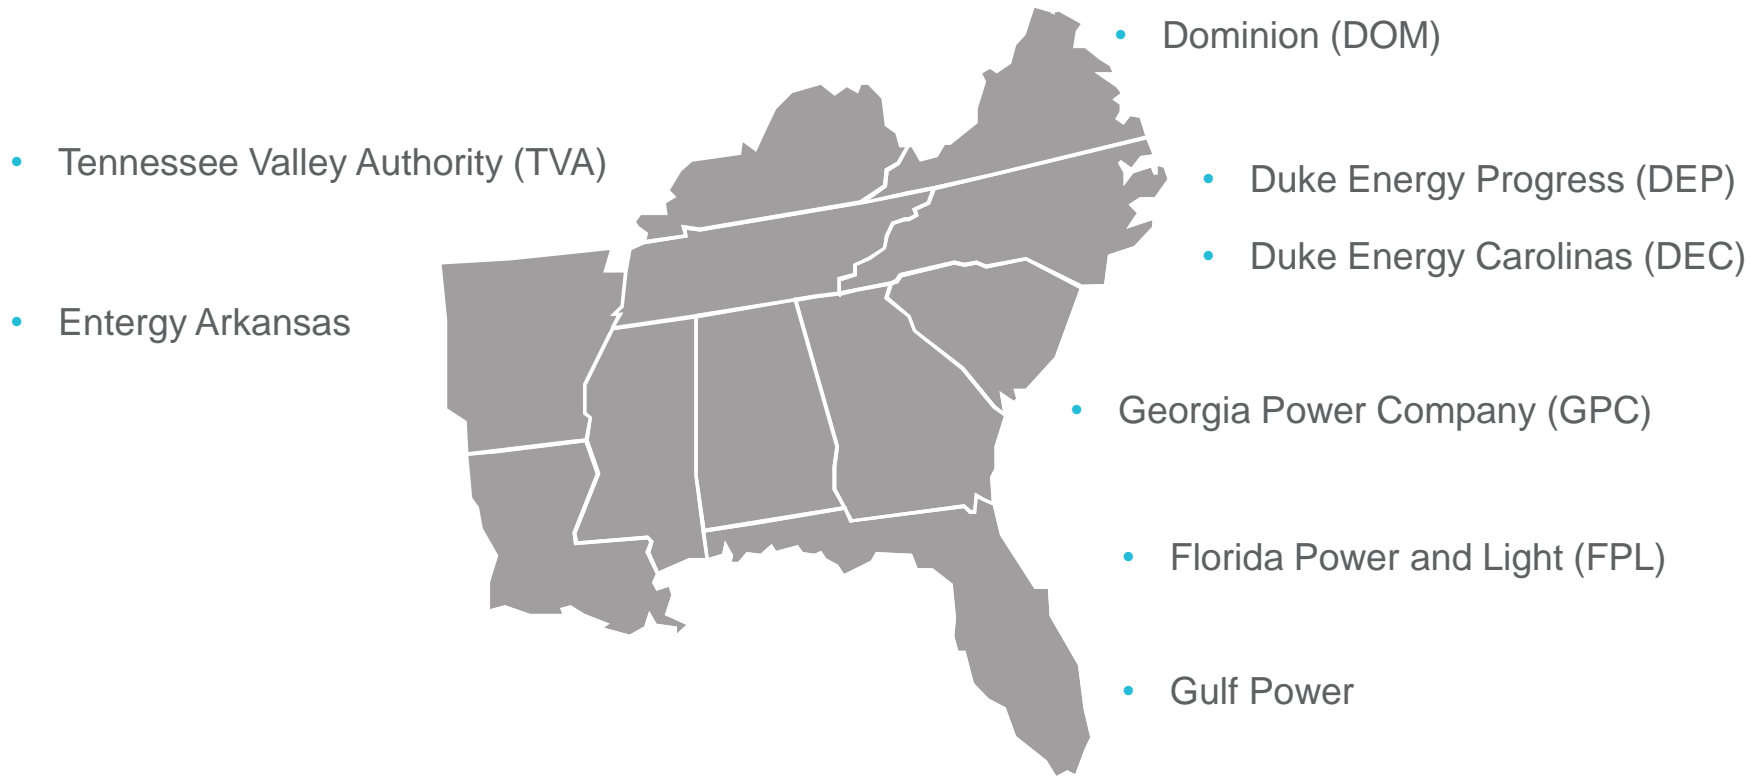 • Dominion (DOM)
• Tennessee Valley Authority (TVA)
• Duke Energy Progress (DEP)
• Duke Energy Carolinas (DEC)
• Entergy Arkansas
• Georgia Power Company (GPC)
• Florida Power and Light (FPL)
• Gulf Power